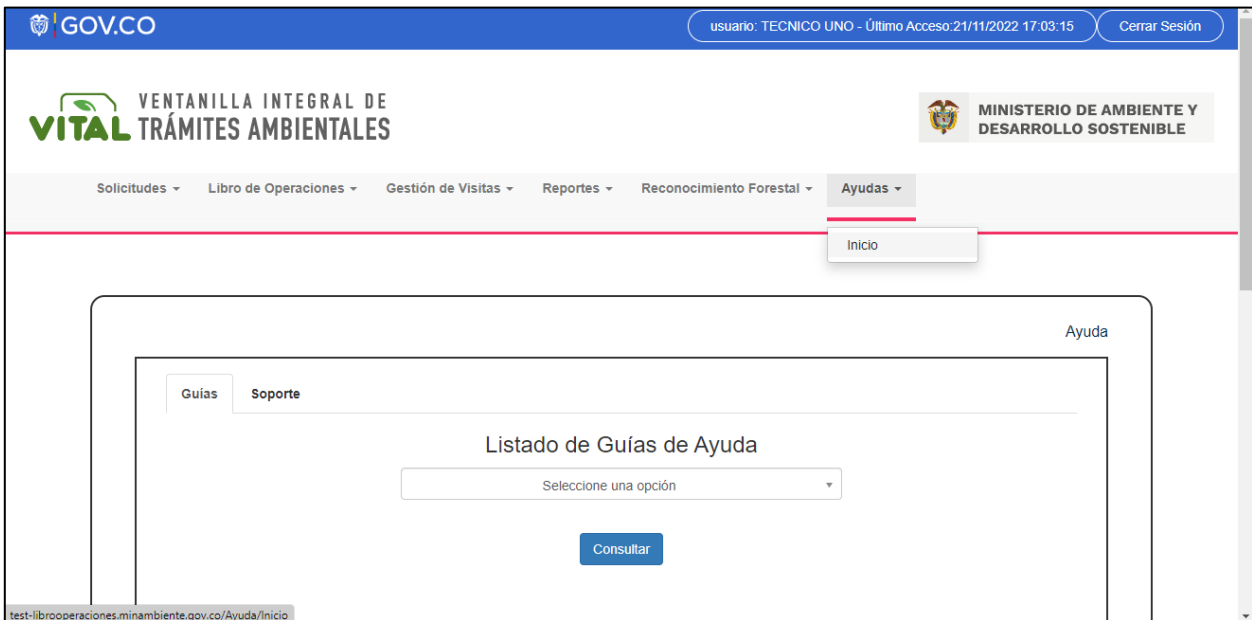 GOV.CO
usuario: TECNICO UNO - Último Acceso:21/11/2022 17:03:15
Cerrar Sesión
VITAL
VENTANILLA INTEGRAL DE
TRÁMITES AMBIENTALES
MINISTERIO DE AMBIENTE Y
DESARROLLO SOSTENIBLE
Solicitudes Libro de Operaciones Gestión de Visitas Reportes Reconocimiento Forestal Ayudas
Inicio
Ayuda
Guías Soporte
Listado de Guías de Ayuda
Seleccione una opción
Consultar
test-librooperaciones.minambiente.gov.co/Ayuda/Inicio